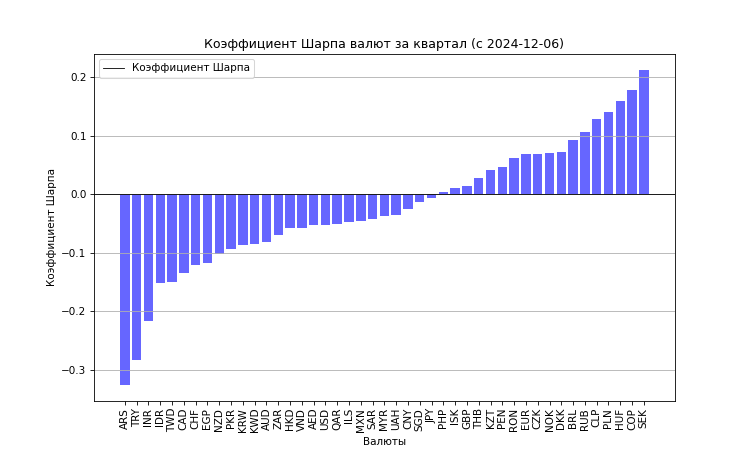 Коэффициент Шарпа валют за квартал (с 2024-12-06)
Коэффициент Шарпа
Коэффициент Шарпа
0.2
0.1
0.0
−0.1
−0.2
−0.3
ARS TRY INR IDR TWD CAD CHF EGP NZD PKR KRW KWD AUD ZAR HKD VND AED USD QAR ILS MXN SAR MYR UAH CNY SGD JPY PHP ISK GBP THB KZT PEN RON EUR CZK NOK DKK BRL RUB CLP PLN HUF COP SEK
Валюты